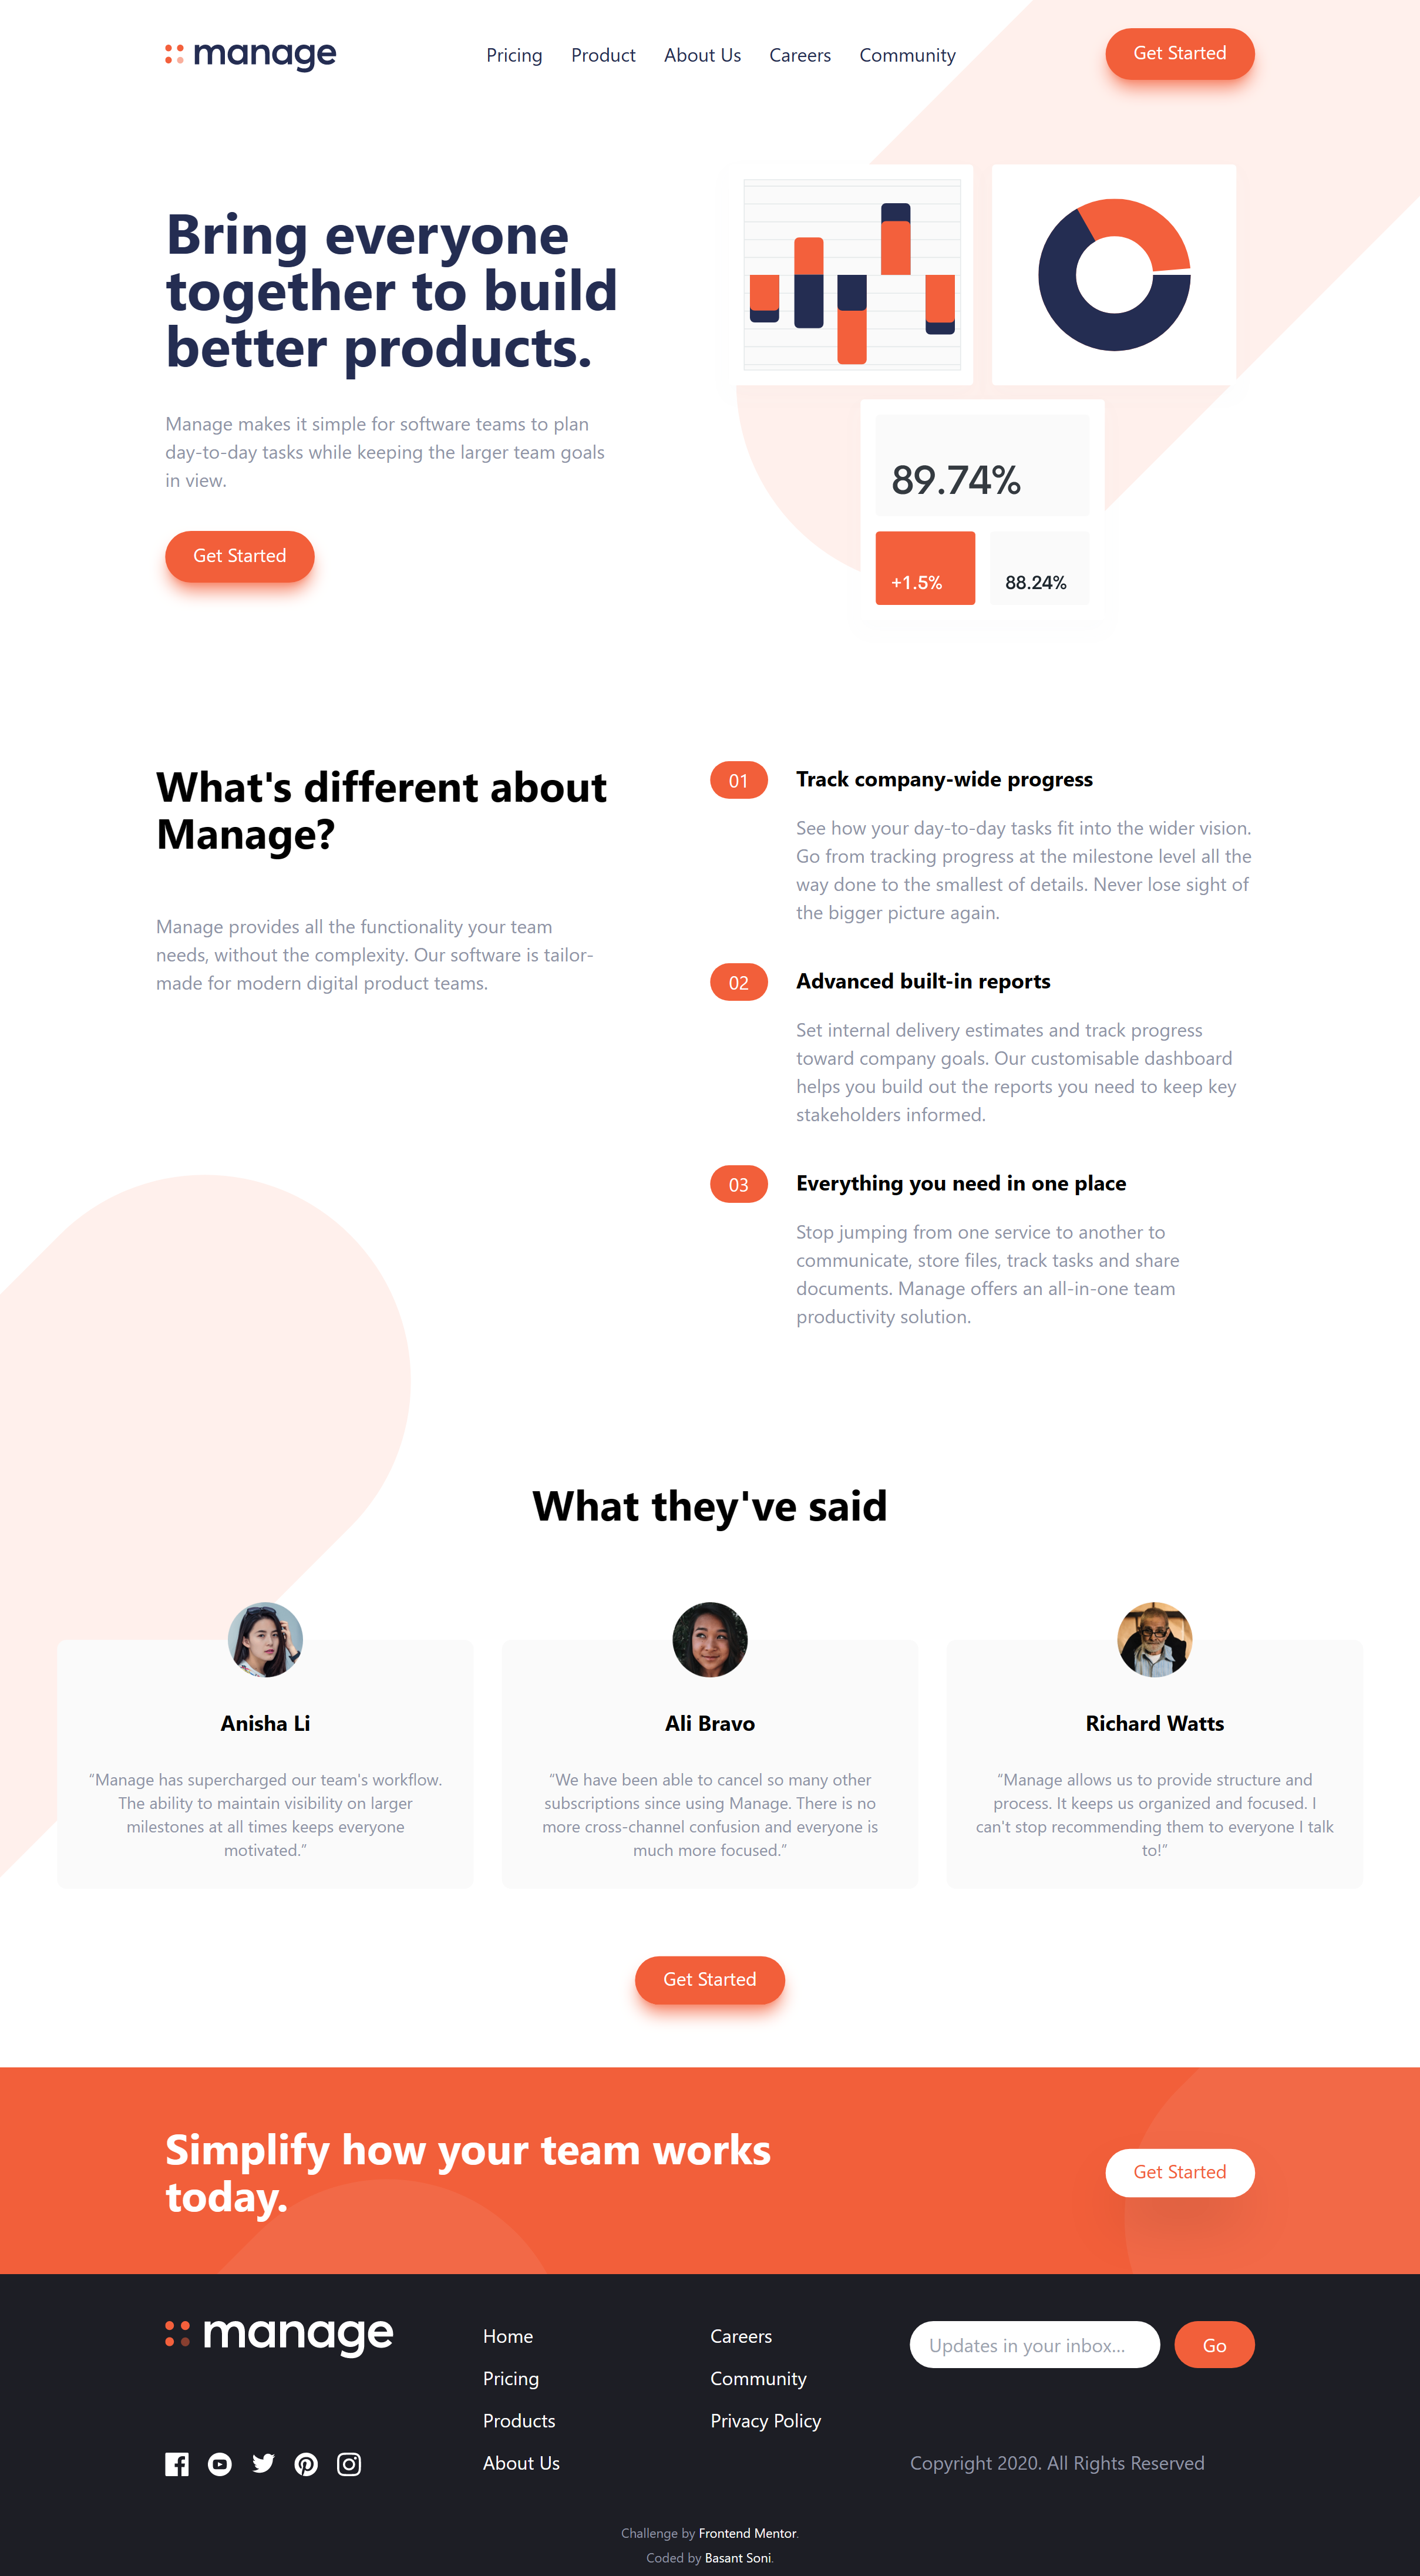 manage
Pricing Product About Us Careers Community
Get Started
Bring everyone
together to build
better products.
Manage makes it simple for software teams to plan
day-to-day tasks while keeping the larger team goals
in view.
Get Started
89.74%
+1.5% 88.24%
What's different about
Manage?
Manage provides all the functionality your team
needs, without the complexity. Our software is tailor-
made for modern digital product teams.
01 Track company-wide progress
See how your day-to-day tasks fit into the wider vision.
Go from tracking progress at the milestone level all the
way done to the smallest of details. Never lose sight of
the bigger picture again.
02 Advanced built-in reports
Set internal delivery estimates and track progress
toward company goals. Our customisable dashboard
helps you build out the reports you need to keep key
stakeholders informed.
03 Everything you need in one place
Stop jumping from one service to another to
communicate, store files, track tasks and share
documents. Manage offers an all-in-one team
productivity solution.
What they've said
Anisha Li
“Manage has supercharged our team's workflow.
The ability to maintain visibility on larger
milestones at all times keeps everyone
motivated.”
Ali Bravo
“We have been able to cancel so many other
subscriptions since using Manage. There is no
more cross-channel confusion and everyone is
much more focused.”
Richard Watts
“Manage allows us to provide structure and
process. It keeps us organized and focused. I
can't stop recommending them to everyone I talk
to!”
Get Started
Simplify how your team works
today.
Get Started
manage
Home
Pricing
Products
About Us
Careers
Community
Privacy Policy
Updates in your inbox...
Go
Copyright 2020. All Rights Reserved
Challenge by Frontend Mentor.
Coded by Basant Soni.